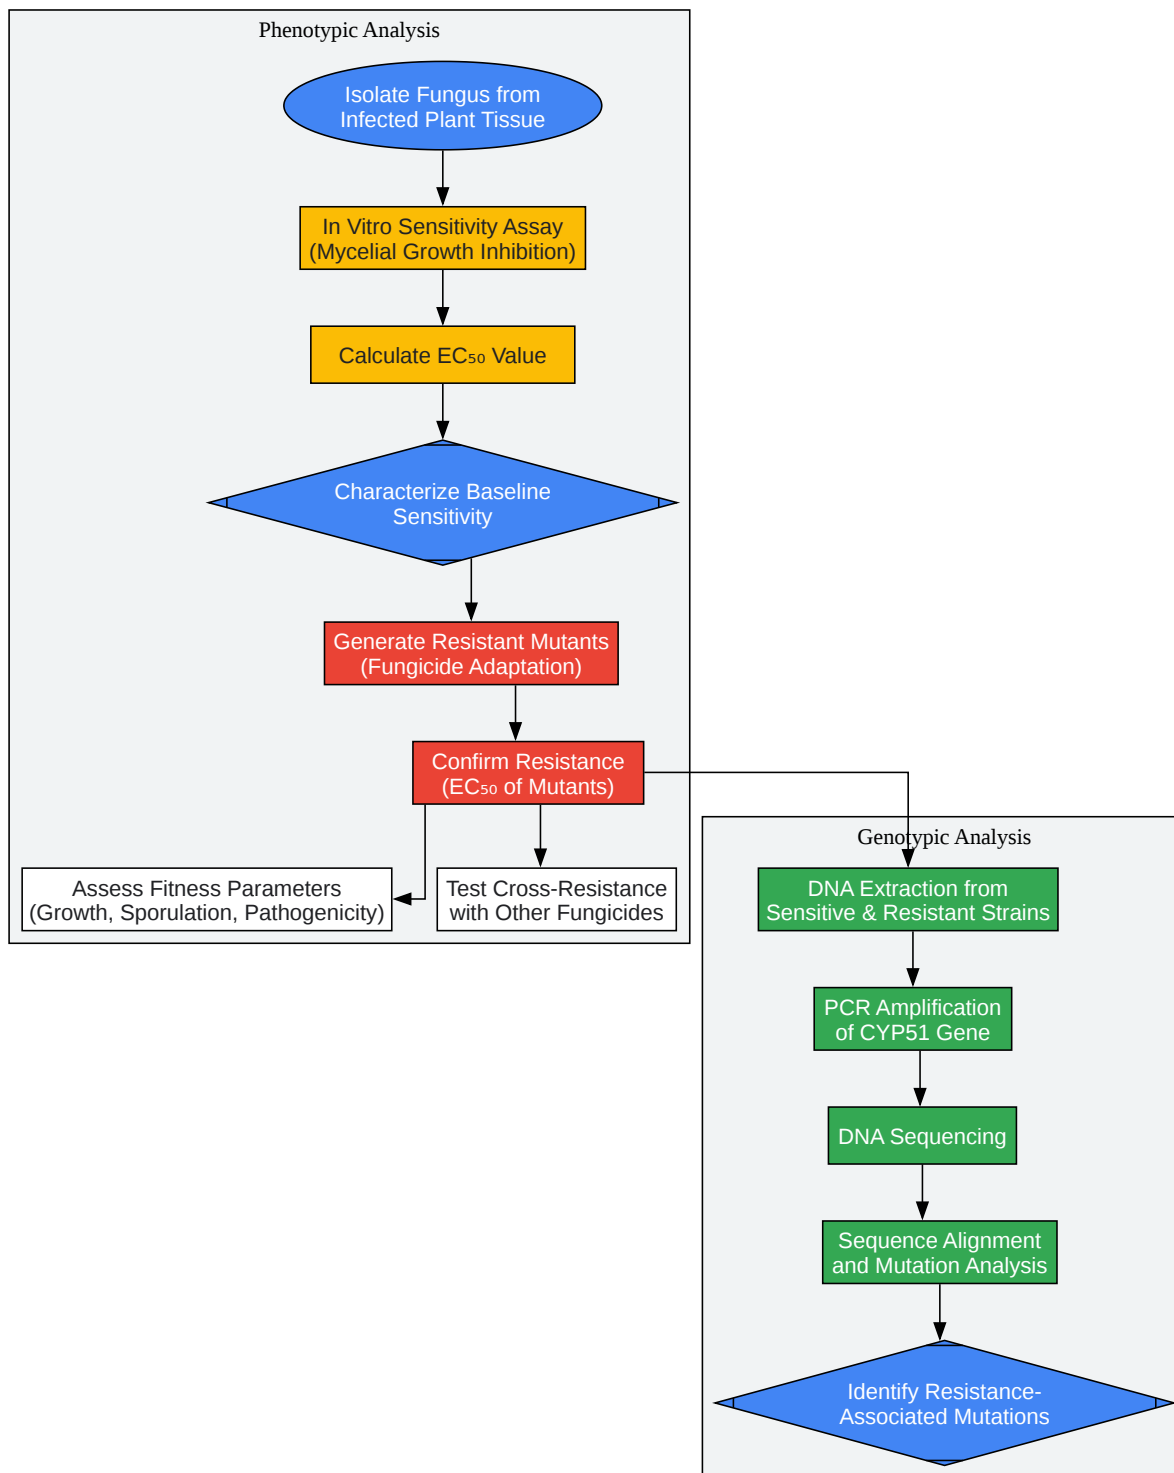 Phenotypic Analysis
Isolate Fungus from
Infected Plant Tissue
In Vitro Sensitivity Assay
(Mycelial Growth Inhibition)
Calculate EC₅₀ Value
Characterize Baseline
Sensitivity
Generate Resistant Mutants
(Fungicide Adaptation)
Confirm Resistance
(EC₅₀ of Mutants)
Assess Fitness Parameters
(Growth, Sporulation, Pathogenicity)
Test Cross-Resistance
with Other Fungicides
Genotypic Analysis
DNA Extraction from
Sensitive & Resistant Strains
PCR Amplification
of CYP51 Gene
DNA Sequencing
Sequence Alignment
and Mutation Analysis
Identify Resistance-
Associated Mutations